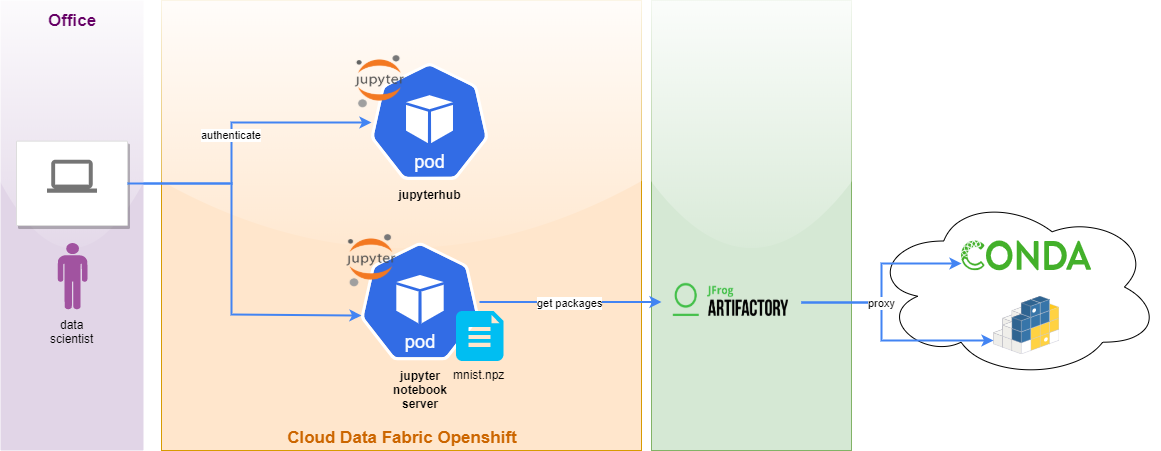 Office
jupyter
authenticate
pod
jupyterhub
jupyter
CONDA
get packages
JFrog
ARTIFACTORY
proxy
data
scientist
pod
mnist.npz
jupyter
notebook
server
Cloud Data Fabric Openshift